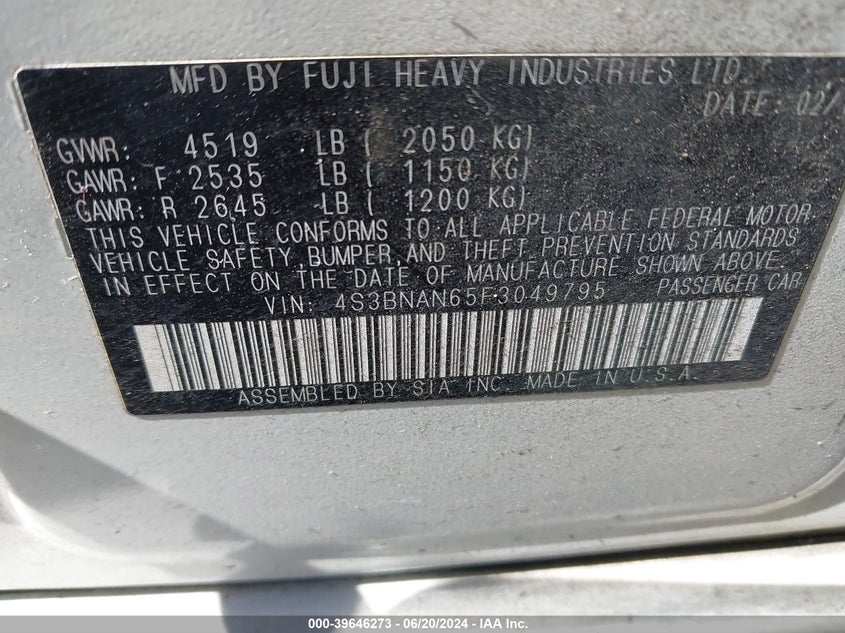 MFD BY FUJI HEAVY INDUSTRIES LTD.
DATE: 02/
GVWR: 4519 LB ( 2050 KG)
GAWR: F 2535 LB ( 1150 KG)
GAWR: R 2645 LB ( 1200 KG)
THIS VEHICLE CONFORMS TO ALL APPLICABLE FEDERAL MOTOR
VEHICLE SAFETY, BUMPER, AND THEFT PREVENTION STANDARDS
IN EFFECT ON THE DATE OF MANUFACTURE SHOWN ABOVE.
VIN: 4S3BNAN65F3049795 PASSENGER CAR
ASSEMBLED BY SIA INC. MADE IN U.S.A.
000-39646273 - 06/20/2024 - IAA Inc.